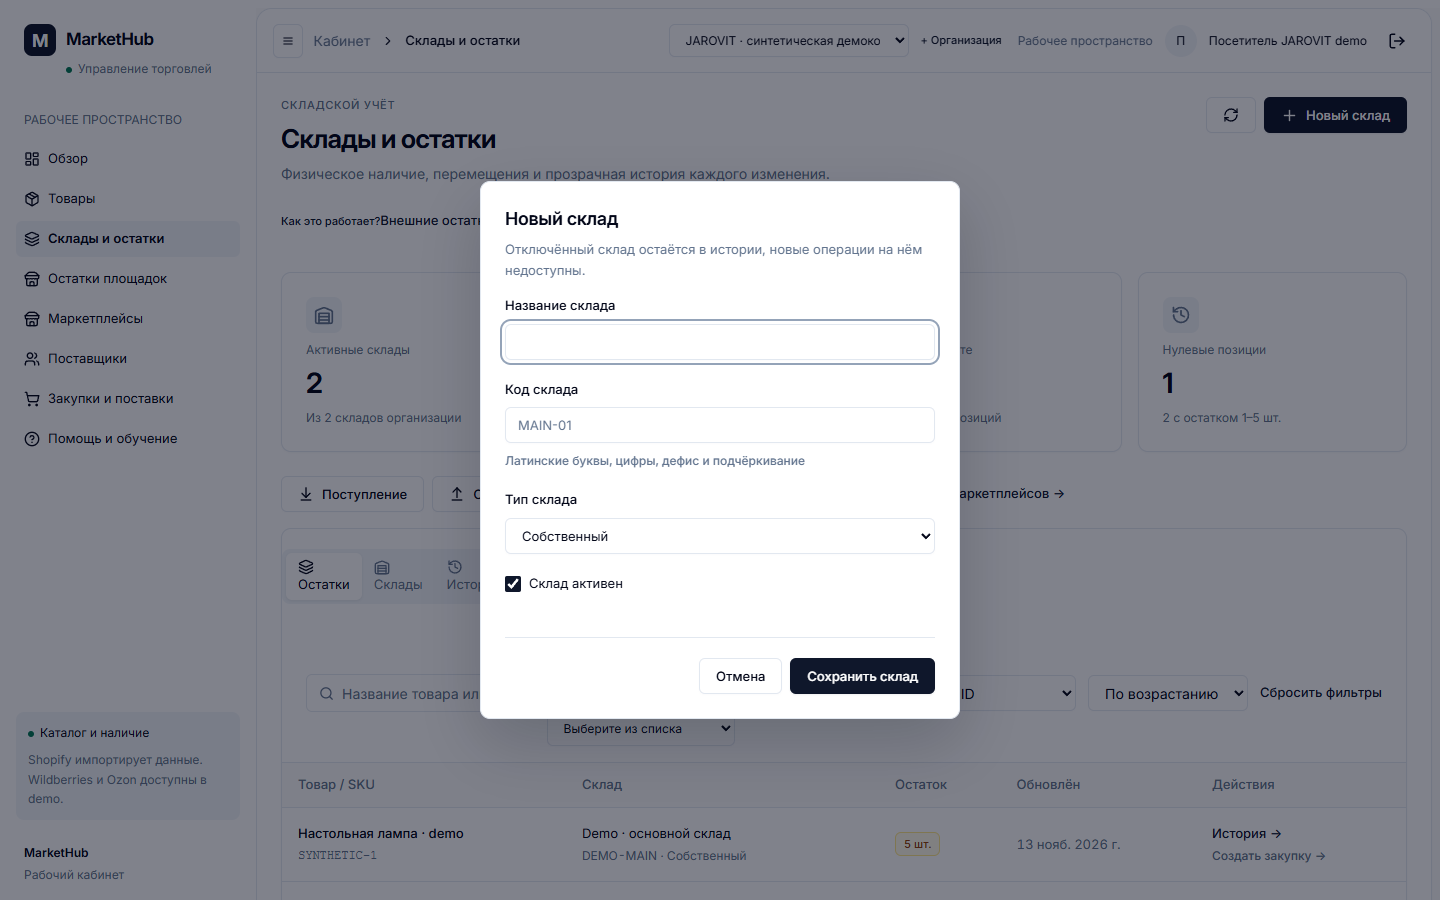 M MarketHub
Управление торговлей
РАБОЧЕЕ ПРОСТРАНСТВО
Обзор
Товары
Склады и остатки
Остатки площадок
Маркетплейсы
Поставщики
Закупки и поставки
Помощь и обучение
Каталог и наличие
Shopify импортирует данные.
Wildberries и Ozon доступны в
demo.
MarketHub
Рабочий кабинет
Кабинет > Склады и остатки
JAROVIT · синтетическая демоко
+ Организация
Рабочее пространство
П
Посетитель JAROVIT demo
СКЛАДСКОЙ УЧЁТ
Склады и остатки
Физическое наличие, перемещения и прозрачная история каждого изменения.
Новый склад
Как это работает?
Внешние остат
Активные склады
2
Из 2 складов организации
Нулевые позиции
1
2 с остатком 1–5 шт.
Поступление
аркетплейсов →
Остатки
Склады
Исто
Название товара ил
ID
По возрастанию
Сбросить фильтры
Выберите из списка
Товар / SKU
Склад
Остаток
Обновлён
Действия
Настольная лампа · demo
SYNTHETIC-1
Demo · основной склад
DEMO-MAIN · Собственный
5 шт.
13 нояб. 2026 г.
История →
Создать закупку →
Новый склад
Отключённый склад остаётся в истории, новые операции на нём
недоступны.
Название склада
Код склада
MAIN-01
Латинские буквы, цифры, дефис и подчёркивание
Тип склада
Собственный
Склад активен
Отмена
Сохранить склад